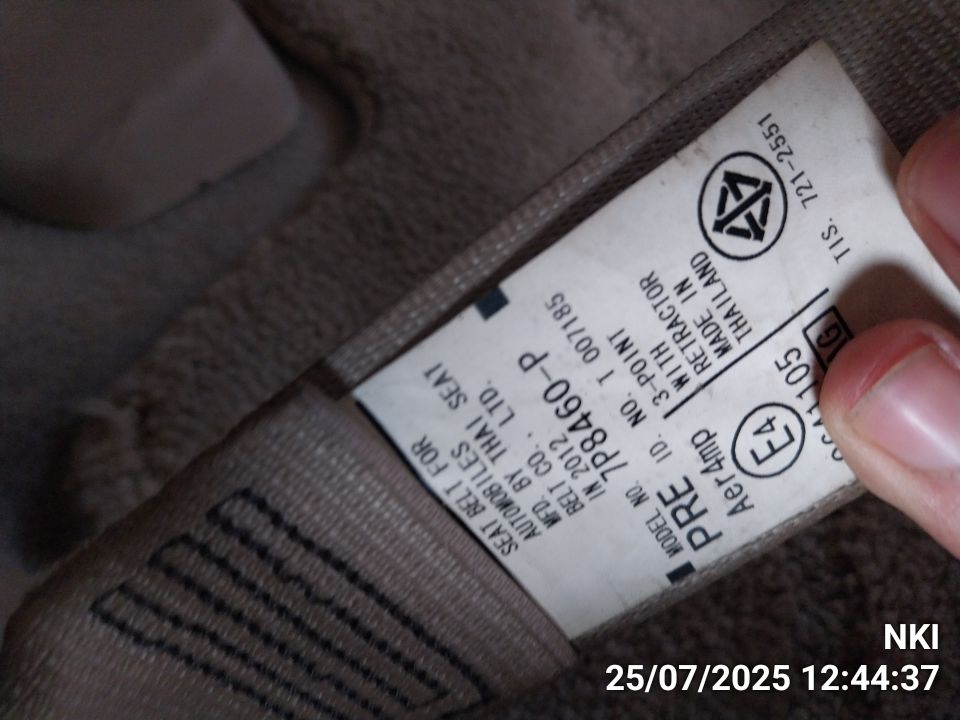 SEAT BELT FOR
AUTOMOBILES SEAT
MFD. BY THAI SEAT
BELT CO., LTD.
IN 2012
MODEL NO. 7P8460-P
ID. NO. T 007185
PRE
3-POINT
WITH
RETRACTOR
MADE IN
THAILAND
Aer4mp
E4
TIS. 721-2551
NKI
25/07/2025 12:44:37